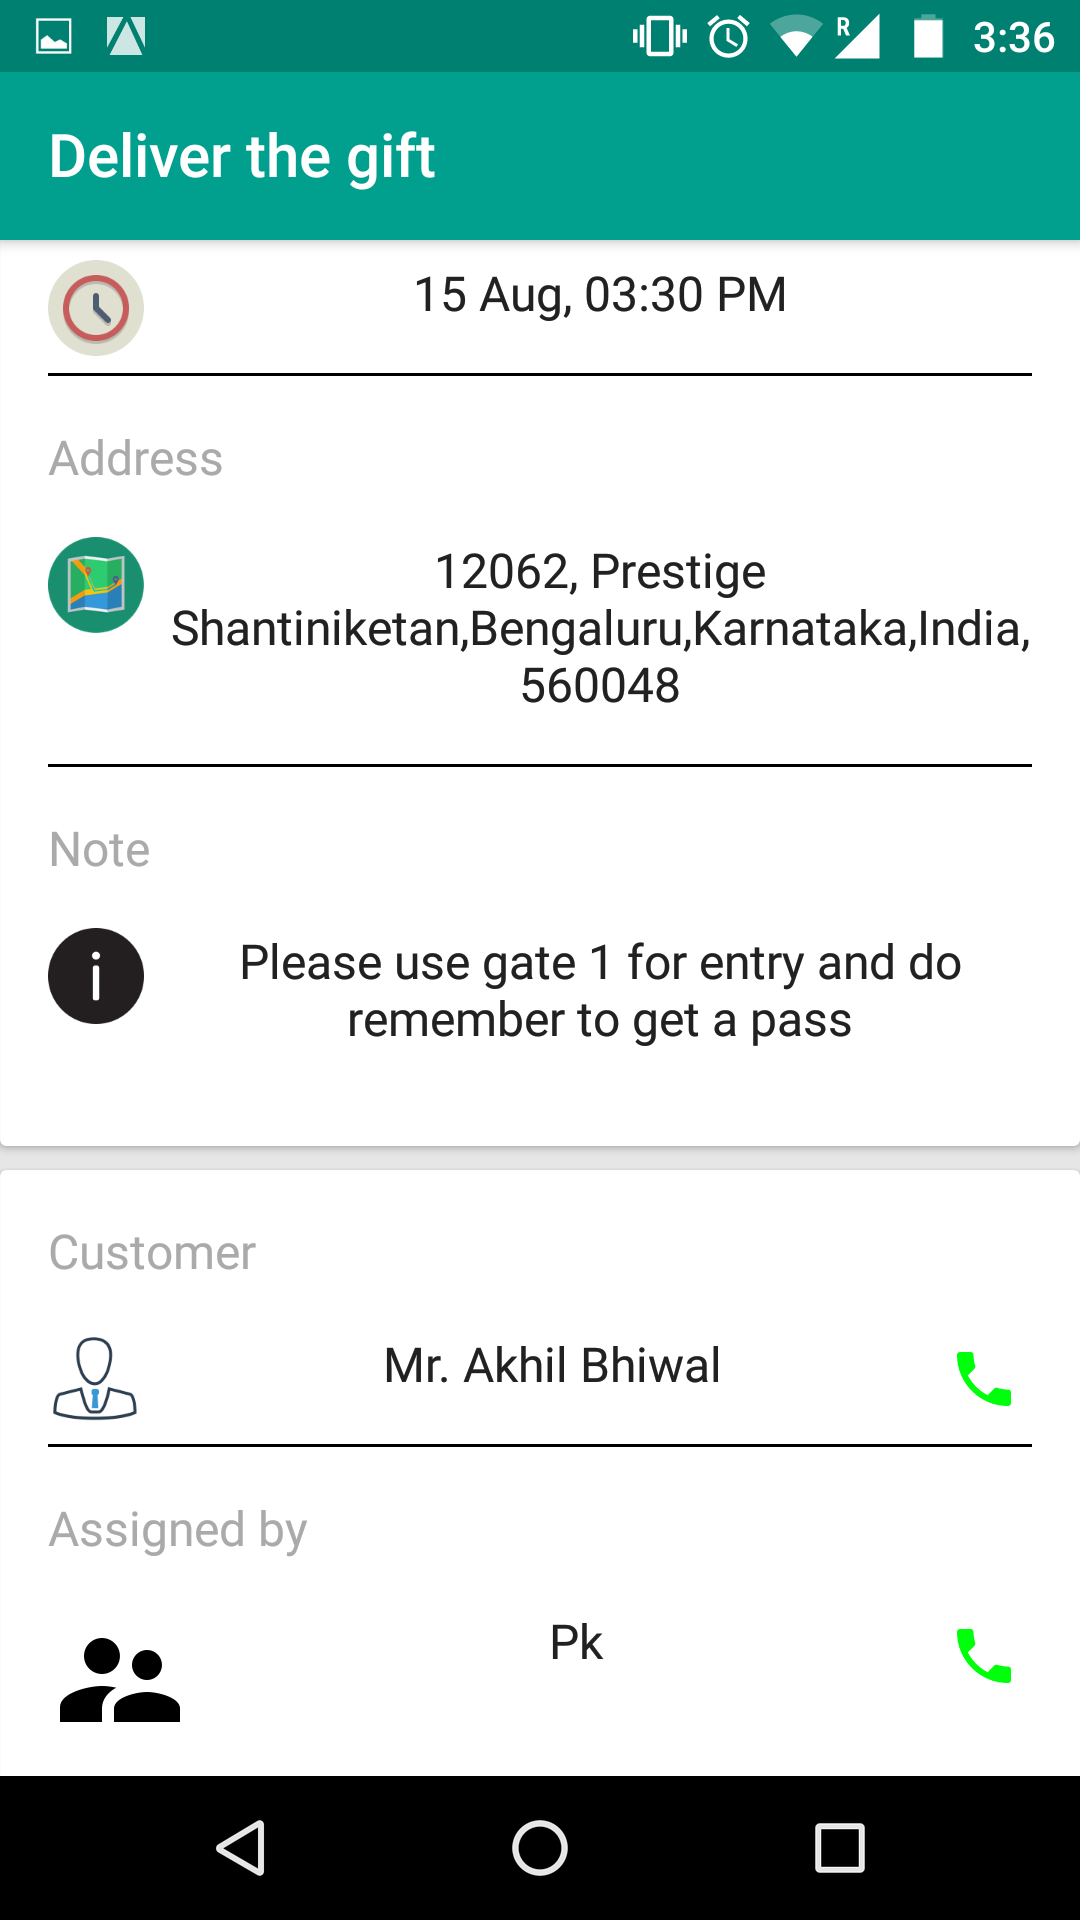 R
3:36
Deliver the gift
15 Aug, 03:30 PM
Address
12062, Prestige
Shantiniketan,Bengaluru,Karnataka,India,
560048
Note
Please use gate 1 for entry and do
remember to get a pass
Customer
Mr. Akhil Bhiwal
Assigned by
Pk